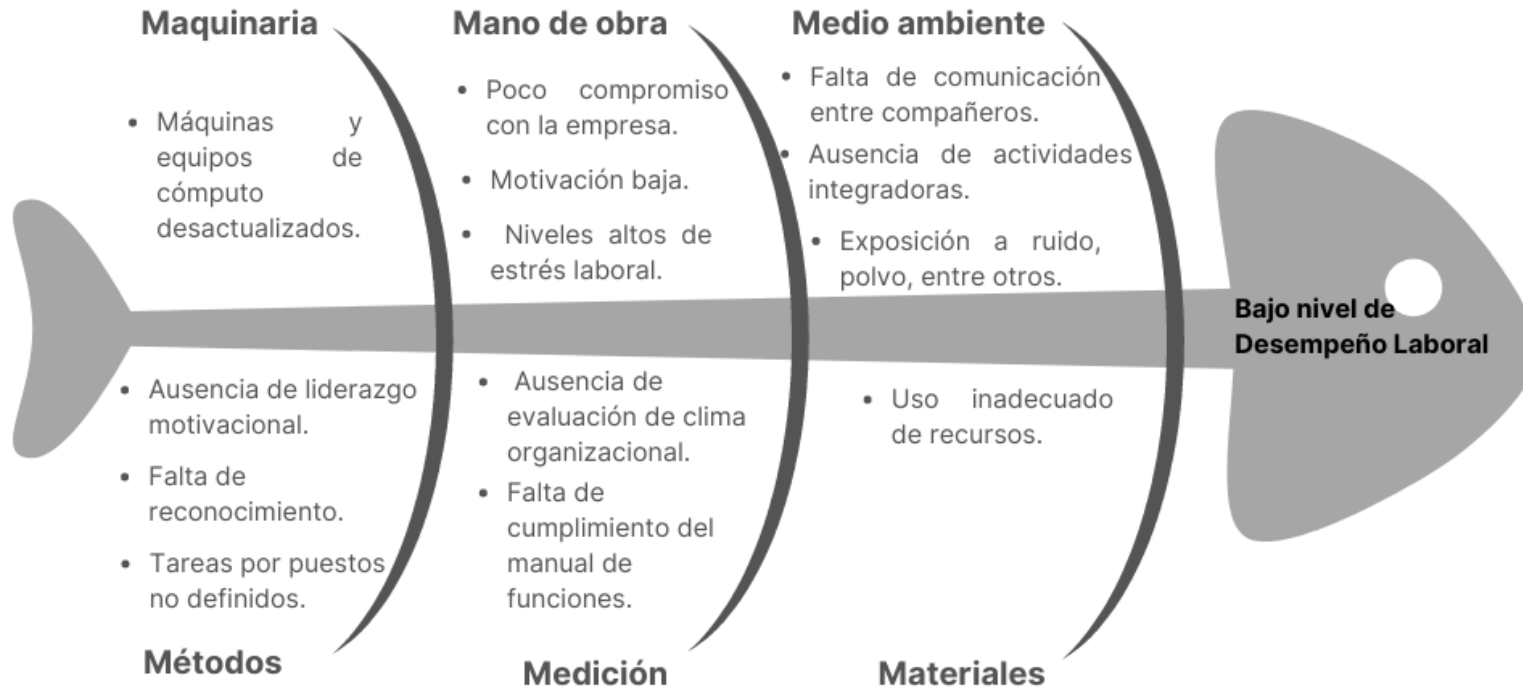 Maquinaria
Máquinas y
equipos de
cómputo
desactualizados.
Mano de obra
Poco compromiso
con la empresa.
Motivación baja.
Niveles altos de
estrés laboral.
Medio ambiente
Falta de comunicación
entre compañeros.
Ausencia de actividades
integradoras.
Exposición a ruido,
polvo, entre otros.
Bajo nivel de
Desempeño Laboral
Ausencia de liderazgo
motivacional.
Falta de
reconocimiento.
Tareas por puestos
no definidos.
Métodos
Ausencia de
evaluación de clima
organizacional.
Falta de
cumplimiento del
manual de
funciones.
Medición
Uso inadecuado
de recursos.
Materiales